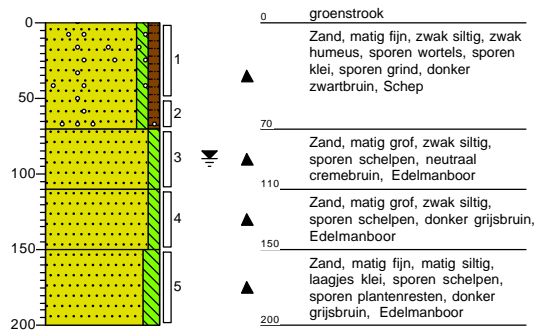 0
50
100
150
200
1
2
3
4
5
0 groenstrook
Zand, matig fijn, zwak siltig, zwak
humeus, sporen wortels, sporen
klei, sporen grind, donker
zwartbruin, Schep
70
Zand, matig grof, zwak siltig,
sporen schelpen, neutraal
cremebruin, Edelmanboor
110
Zand, matig grof, zwak siltig,
sporen schelpen, donker grijsbruin,
Edelmanboor
150
Zand, matig fijn, matig siltig,
laagjes klei, sporen schelpen,
sporen plantenresten, donker
grijsbruin, Edelmanboor
200